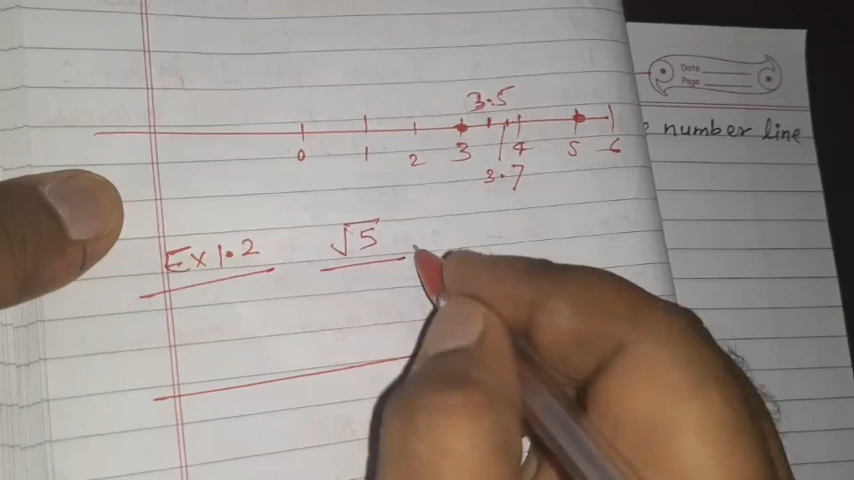 Date
Page
3.5
number line
0 1 2 3 4 5 6
3.7
Ex 1.2 √5